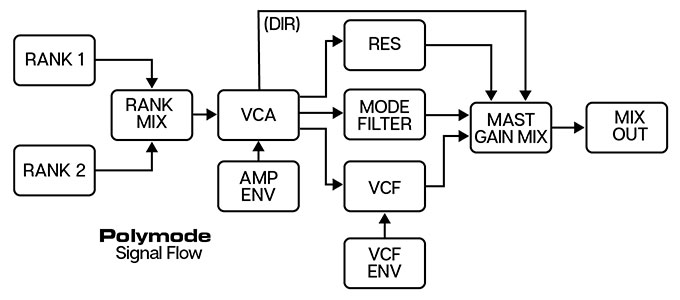 (DIR)
RANK 1
RES
RANK
MIX
VCA
MODE
FILTER
MAST
GAIN MIX
MIX
OUT
RANK 2
AMP
ENV
VCF
Polymode
Signal Flow
VCF
ENV